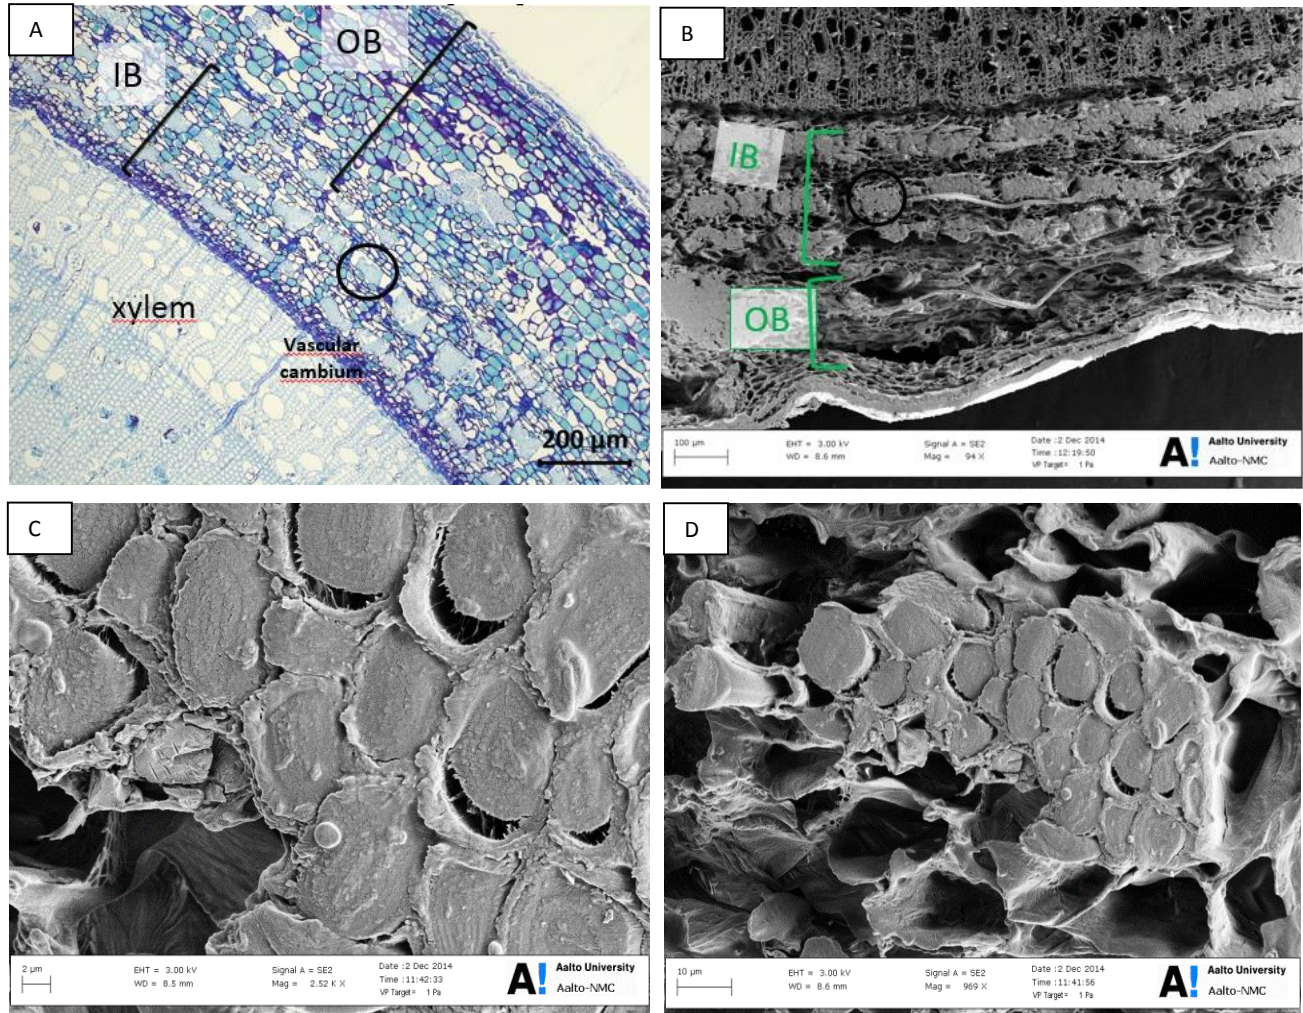 A
IB
OB
xylem
Vascular
cambium
200 µm
B
IB
OB
100 µm
EHT = 3.00 kV
WD = 8.6 mm
Signal A = SE2
Mag = 94 X
Date :2 Dec 2014
Time :12:19:50
VP Target= 1 Pa
A!
Aalto University
Aalto-NMC
C
2 µm
EHT = 3.00 kV
WD = 8.5 mm
Signal A = SE2
Mag = 2.52 K X
Date :2 Dec 2014
Time :11:42:33
VP Target= 1 Pa
A!
Aalto University
Aalto-NMC
D
10 µm
EHT = 3.00 kV
WD = 8.6 mm
Signal A = SE2
Mag = 969 X
Date :2 Dec 2014
Time :11:41:56
VP Target= 1 Pa
A!
Aalto University
Aalto-NMC